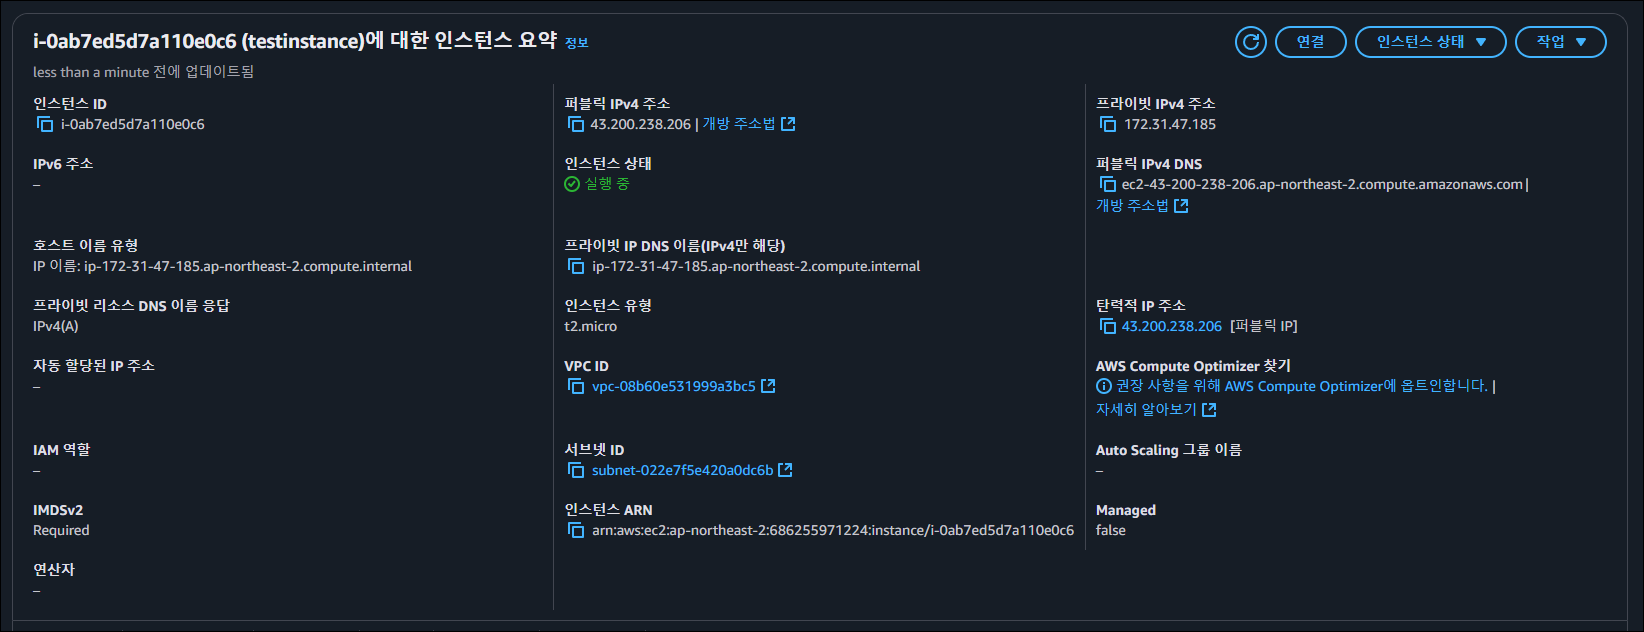 i-0ab7ed5d7a110e0c6 (testinstance)에 대한 인스턴스 요약 정보
연결
인스턴스 상태
작업
less than a minute 전에 업데이트됨
인스턴스 ID
i-0ab7ed5d7a110e0c6
퍼블릭 IPv4 주소
43.200.238.206 | 개방 주소법
프라이빗 IPv4 주소
172.31.47.185
IPv6 주소
–
인스턴스 상태
실행 중
퍼블릭 IPv4 DNS
ec2-43-200-238-206.ap-northeast-2.compute.amazonaws.com |
개방 주소법
호스트 이름 유형
IP 이름: ip-172-31-47-185.ap-northeast-2.compute.internal
프라이빗 IP DNS 이름(IPv4만 해당)
ip-172-31-47-185.ap-northeast-2.compute.internal
프라이빗 리소스 DNS 이름 응답
IPv4(A)
인스턴스 유형
t2.micro
탄력적 IP 주소
43.200.238.206 [퍼블릭 IP]
자동 할당된 IP 주소
–
VPC ID
vpc-08b60e531999a3bc5
AWS Compute Optimizer 찾기
권장 사항을 위해 AWS Compute Optimizer에 옵트인합니다. |
자세히 알아보기
IAM 역할
–
서브넷 ID
subnet-022e7f5e420a0dc6b
Auto Scaling 그룹 이름
–
IMDSv2
Required
인스턴스 ARN
arn:aws:ec2:ap-northeast-2:686255971224:instance/i-0ab7ed5d7a110e0c6
Managed
false
연산자
–